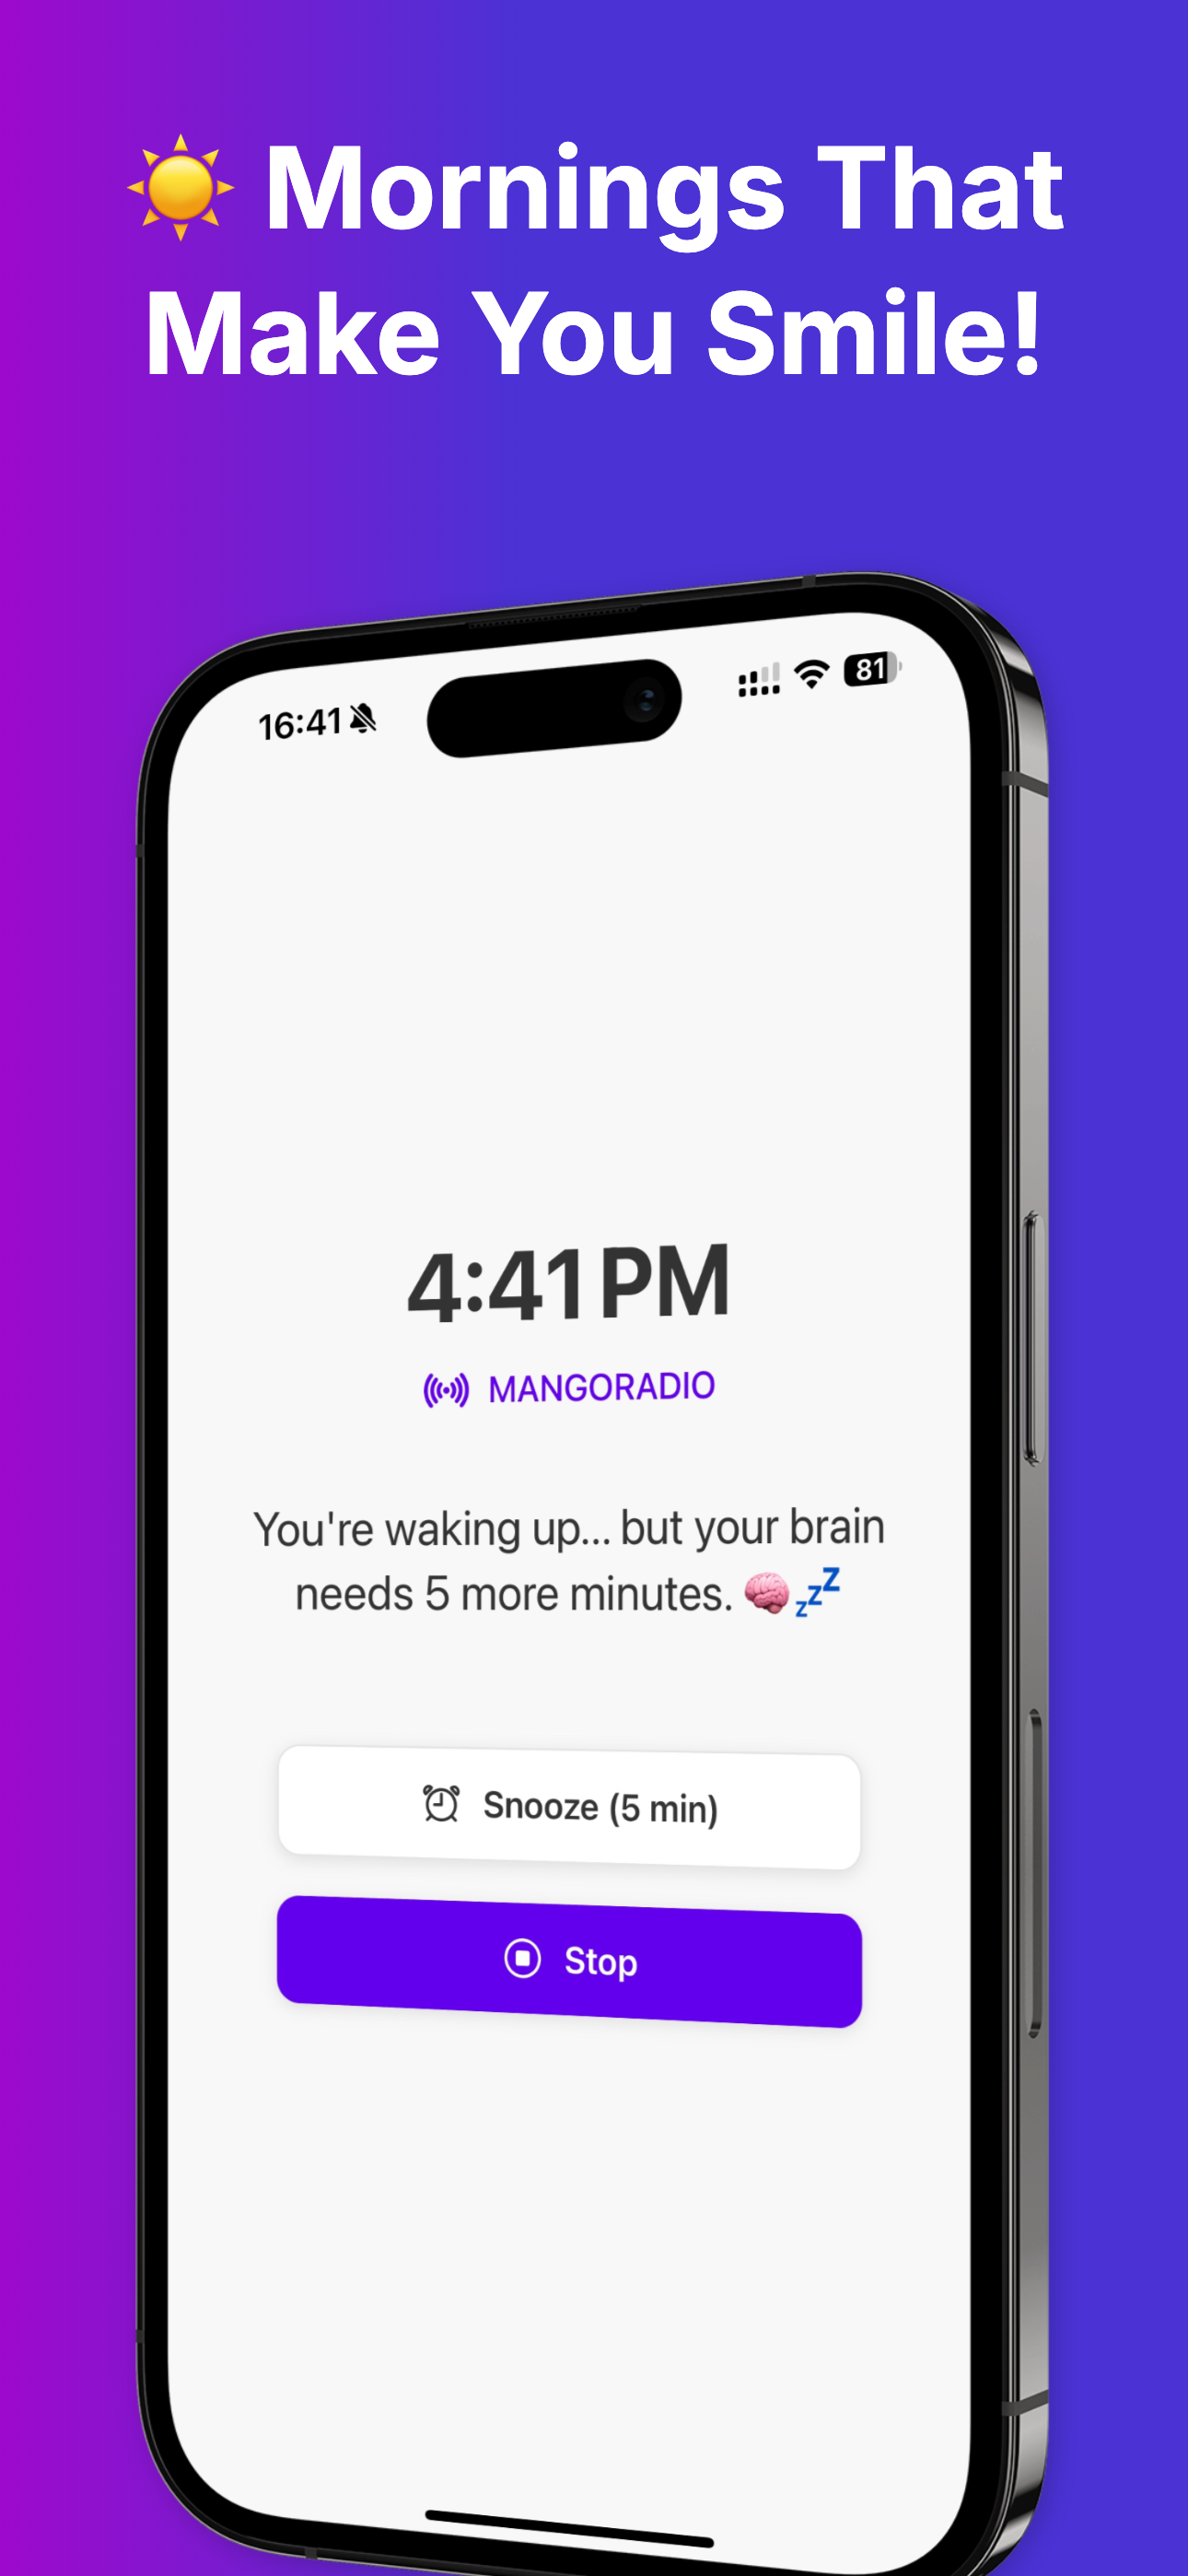 ☀️ Mornings That
Make You Smile!
16:41
81
4:41 PM
MANGORADIO
You're waking up... but your brain
needs 5 more minutes. 🧠💤
Snooze (5 min)
Stop